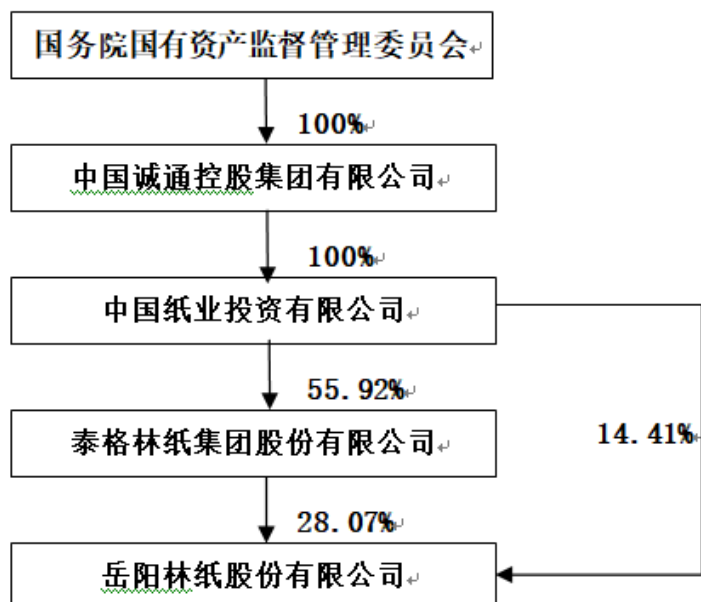 国务院国有资产监督管理委员会
100%
中国诚通控股集团有限公司
100%
中国纸业投资有限公司
55.92%
泰格林纸集团股份有限公司
14.41%
28.07%
岳阳林纸股份有限公司